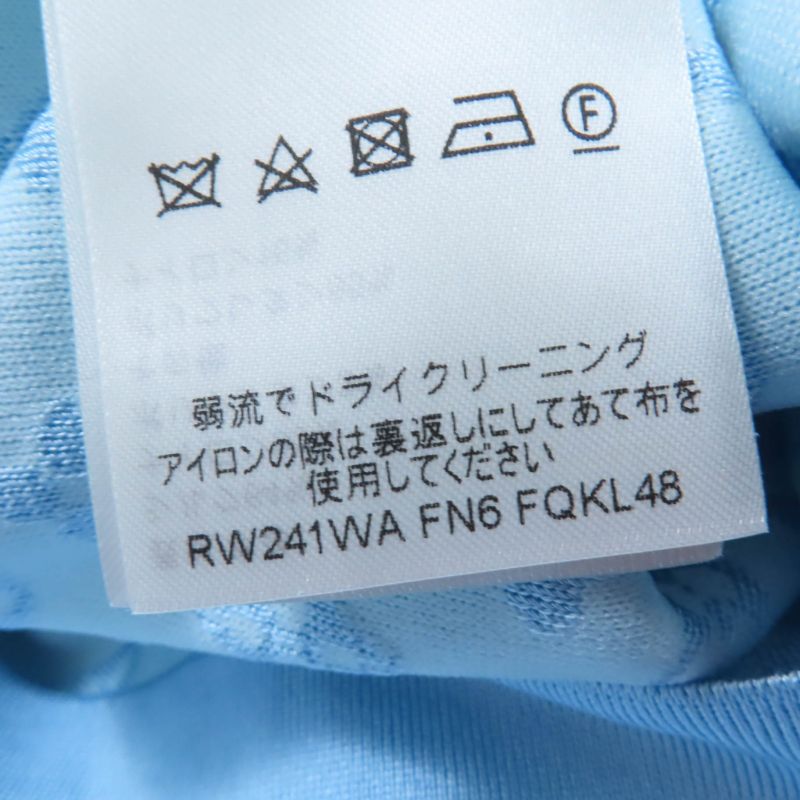 F
弱流でドライクリーニング
アイロンの際は裏返しにしてあて布を
使用してください
RW241WA FN6 FQKL48